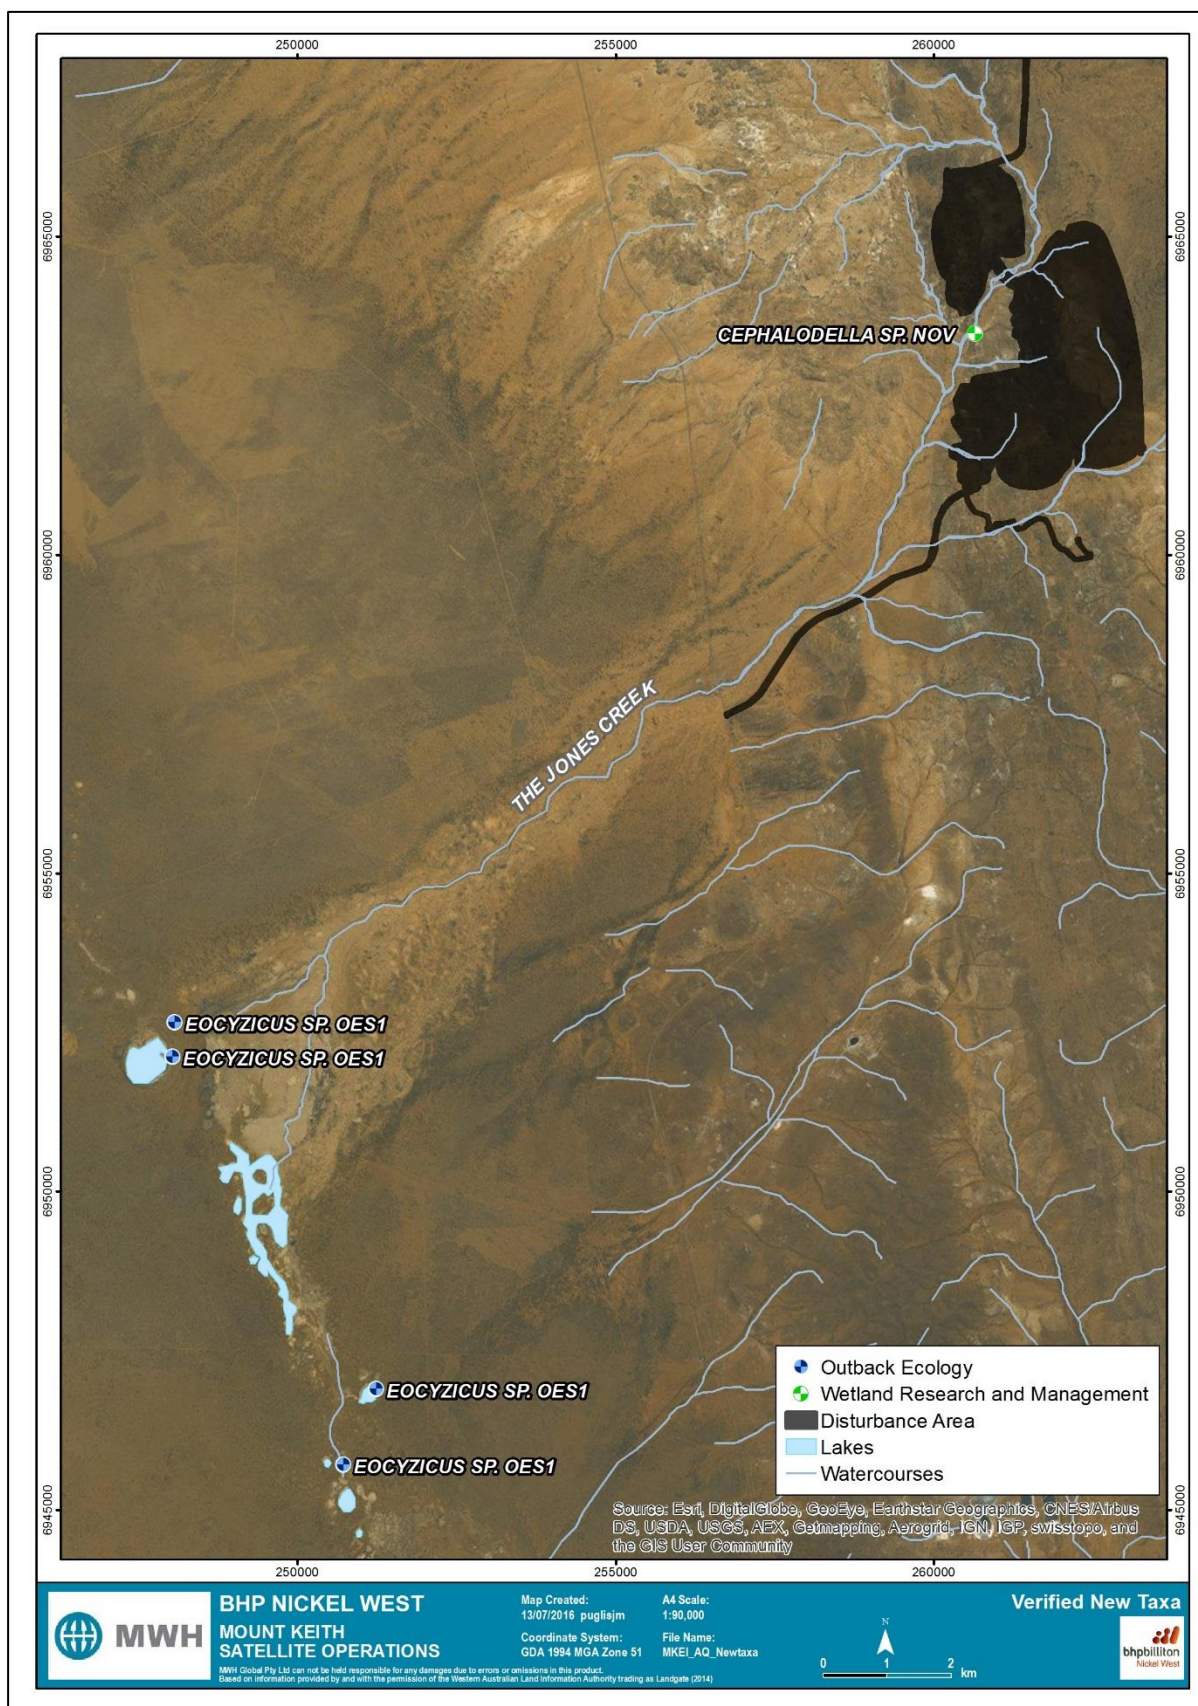 250000
255000
260000
6965000
6965000
CEPHALODELLA SP. NOV
6960000
6960000
THE JONES CREEK
6955000
6955000
EOCYZICUS SP. OES1
EOCYZICUS SP. OES1
6950000
6950000
EOCYZICUS SP. OES1
EOCYZICUS SP. OES1
6945000
6945000
Outback Ecology
Wetland Research and Management
Disturbance Area
Lakes
Watercourses
Source: Esri, DigitalGlobe, GeoEye, Earthstar Geographics, CNES/Airbus
DS, USDA, USGS, AEX, Getmapping, Aerogrid, IGN, IGP, swisstopo, and
the GIS User Community
250000
255000
260000
MWH
BHP NICKEL WEST
MOUNT KEITH
SATELLITE OPERATIONS
MWH Global Pty Ltd can not be held responsible for any damages due to errors or omissions in this product.
Based on information provided by and with the permission of the Western Australian Land Information Authority trading as Landgate (2014)
Map Created:
13/07/2016 puglisjm
Coordinate System:
GDA 1994 MGA Zone 51
A4 Scale:
1:90,000
File Name:
MKEI_AQ_Newtaxa
N
0 1 2
km
Verified New Taxa
bhpbilliton
Nickel West